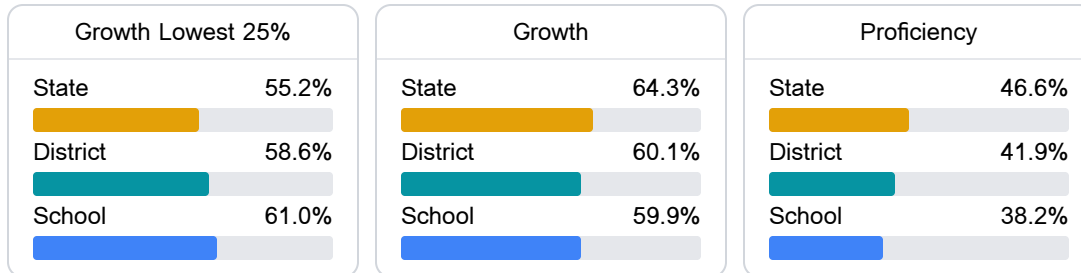 Growth Lowest 25%
State 55.2%
District 58.6%
School 61.0%
Growth
State 64.3%
District 60.1%
School 59.9%
Proficiency
State 46.6%
District 41.9%
School 38.2%